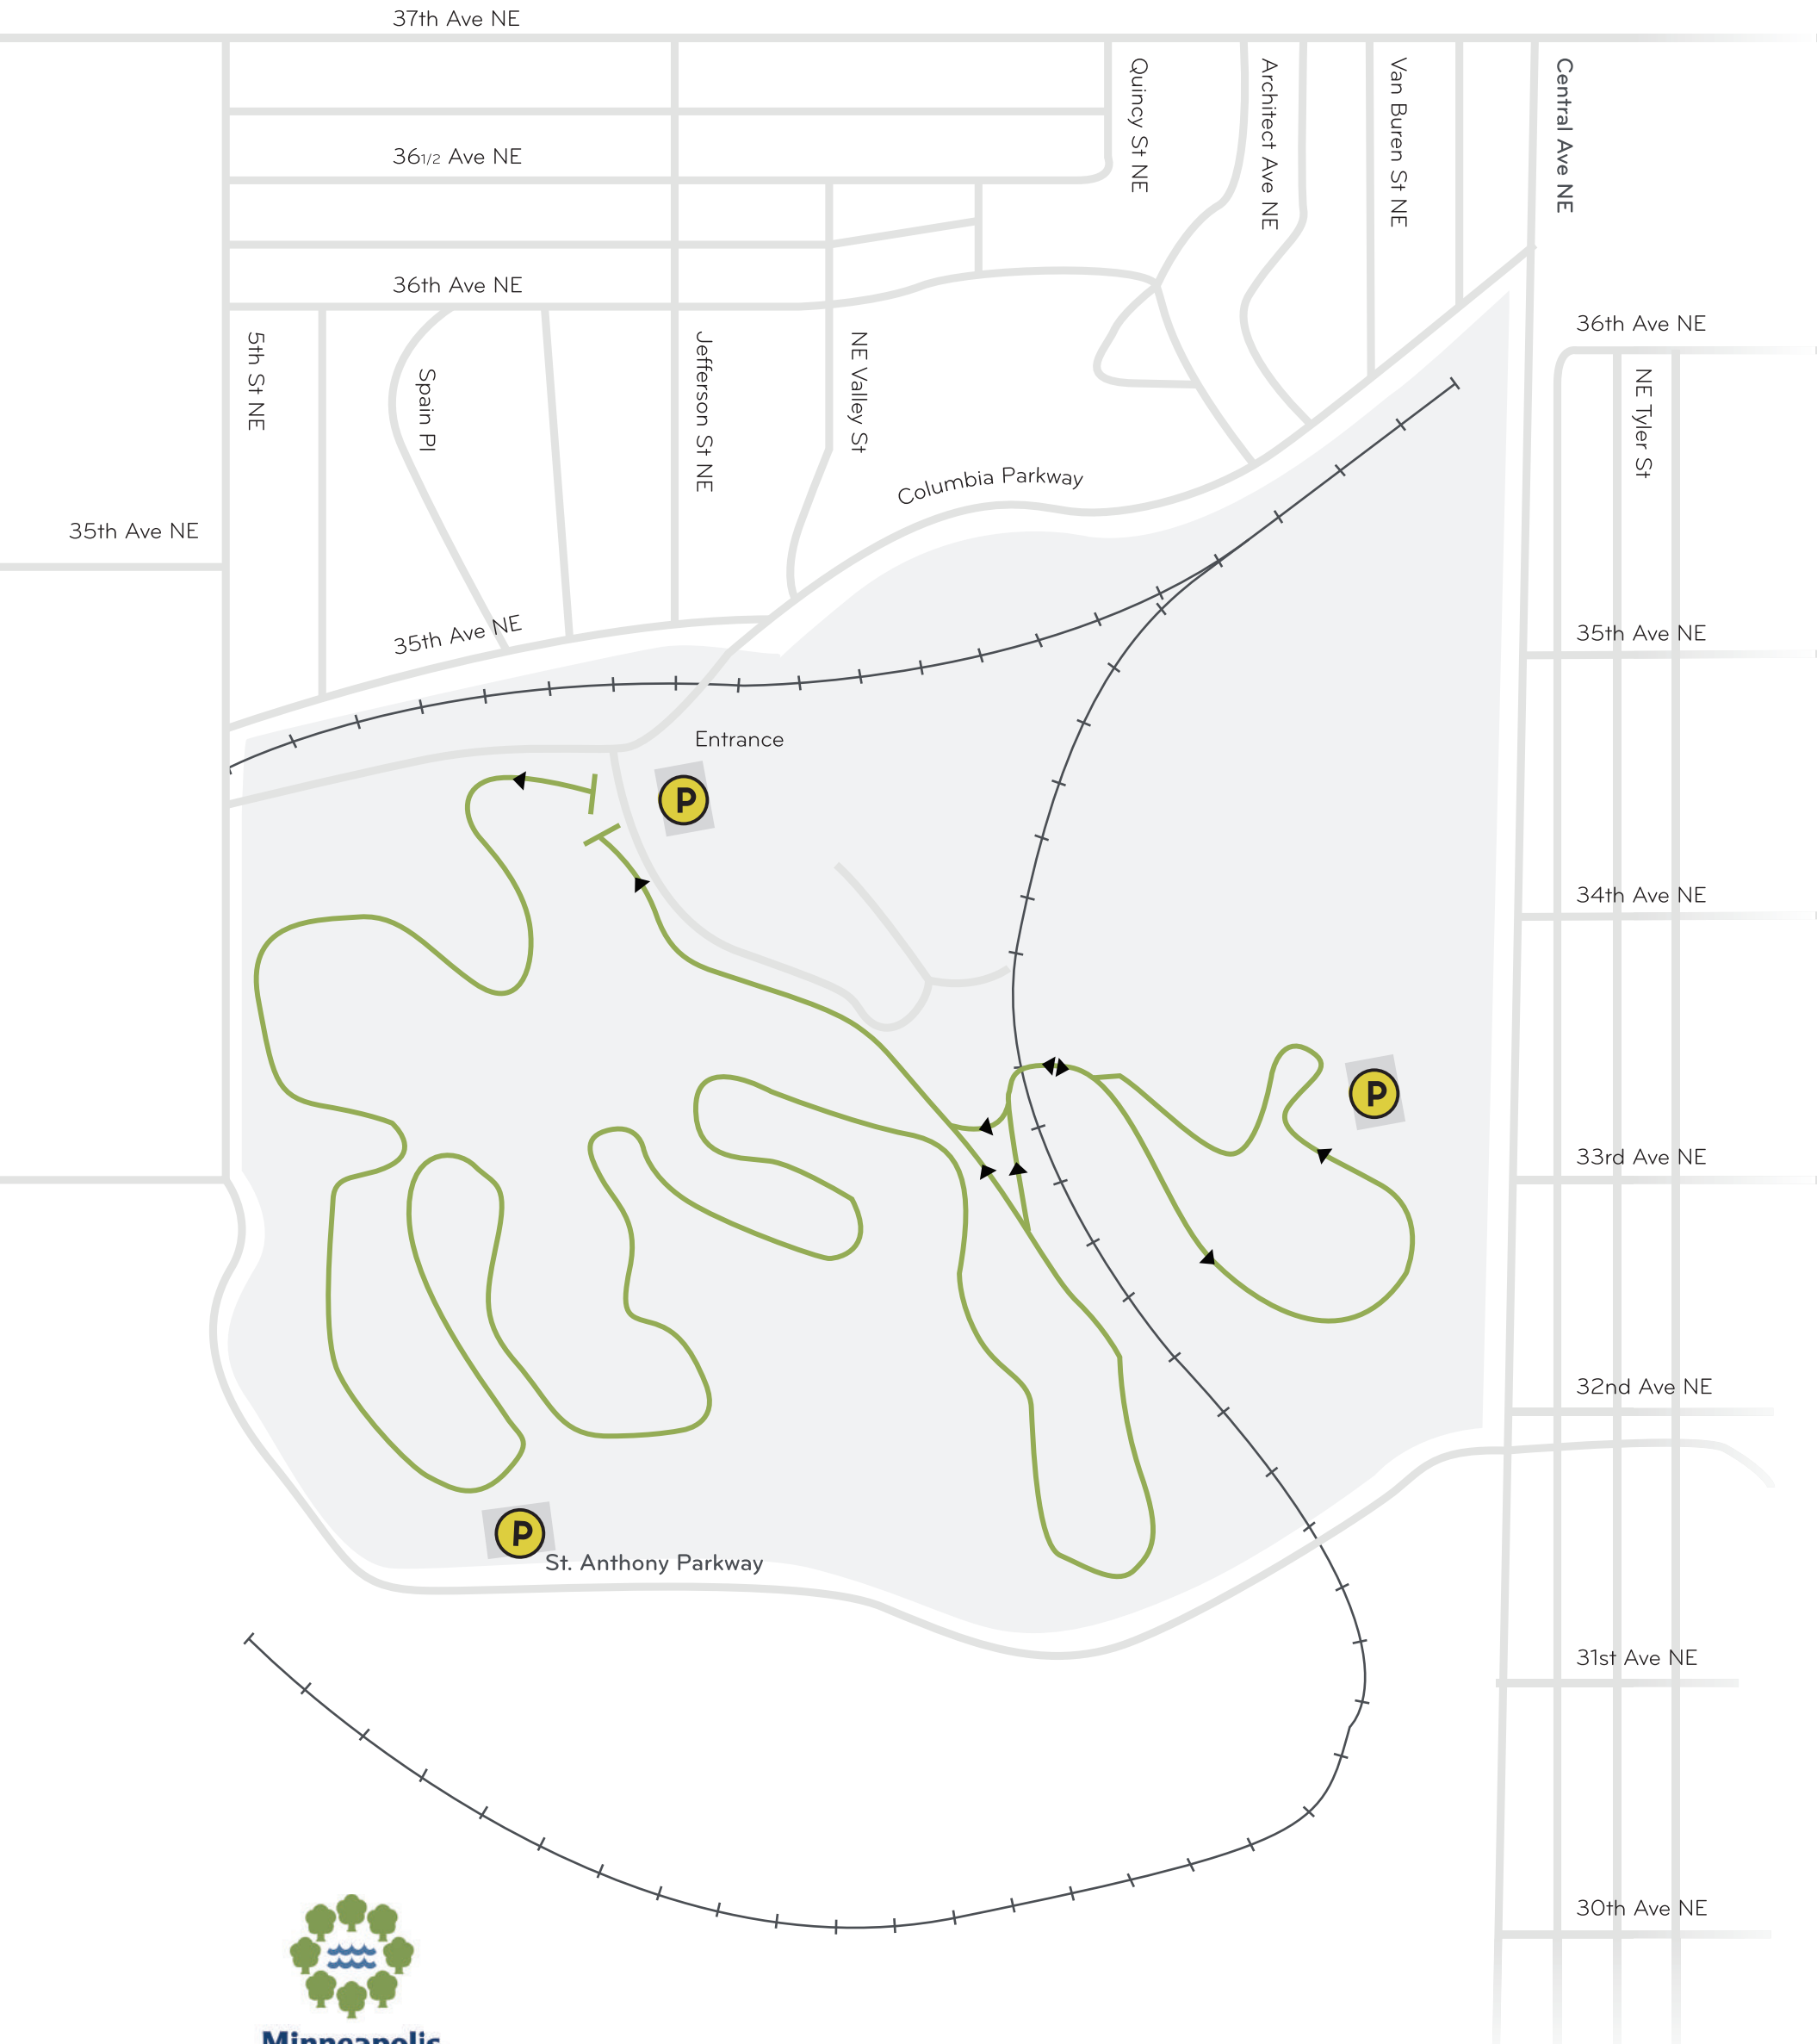 37th Ave NE
Quincy St NE
Architect Ave NE
Van Buren St NE
Central Ave NE
361/2 Ave NE
36th Ave NE
36th Ave NE
5th St NE
Spain Pl
Jefferson St NE
NE Valley St
NE Tyler St
Columbia Parkway
35th Ave NE
35th Ave NE
35th Ave NE
Entrance
P
34th Ave NE
P
33rd Ave NE
32nd Ave NE
P
St. Anthony Parkway
31st Ave NE
30th Ave NE
Minneapolis